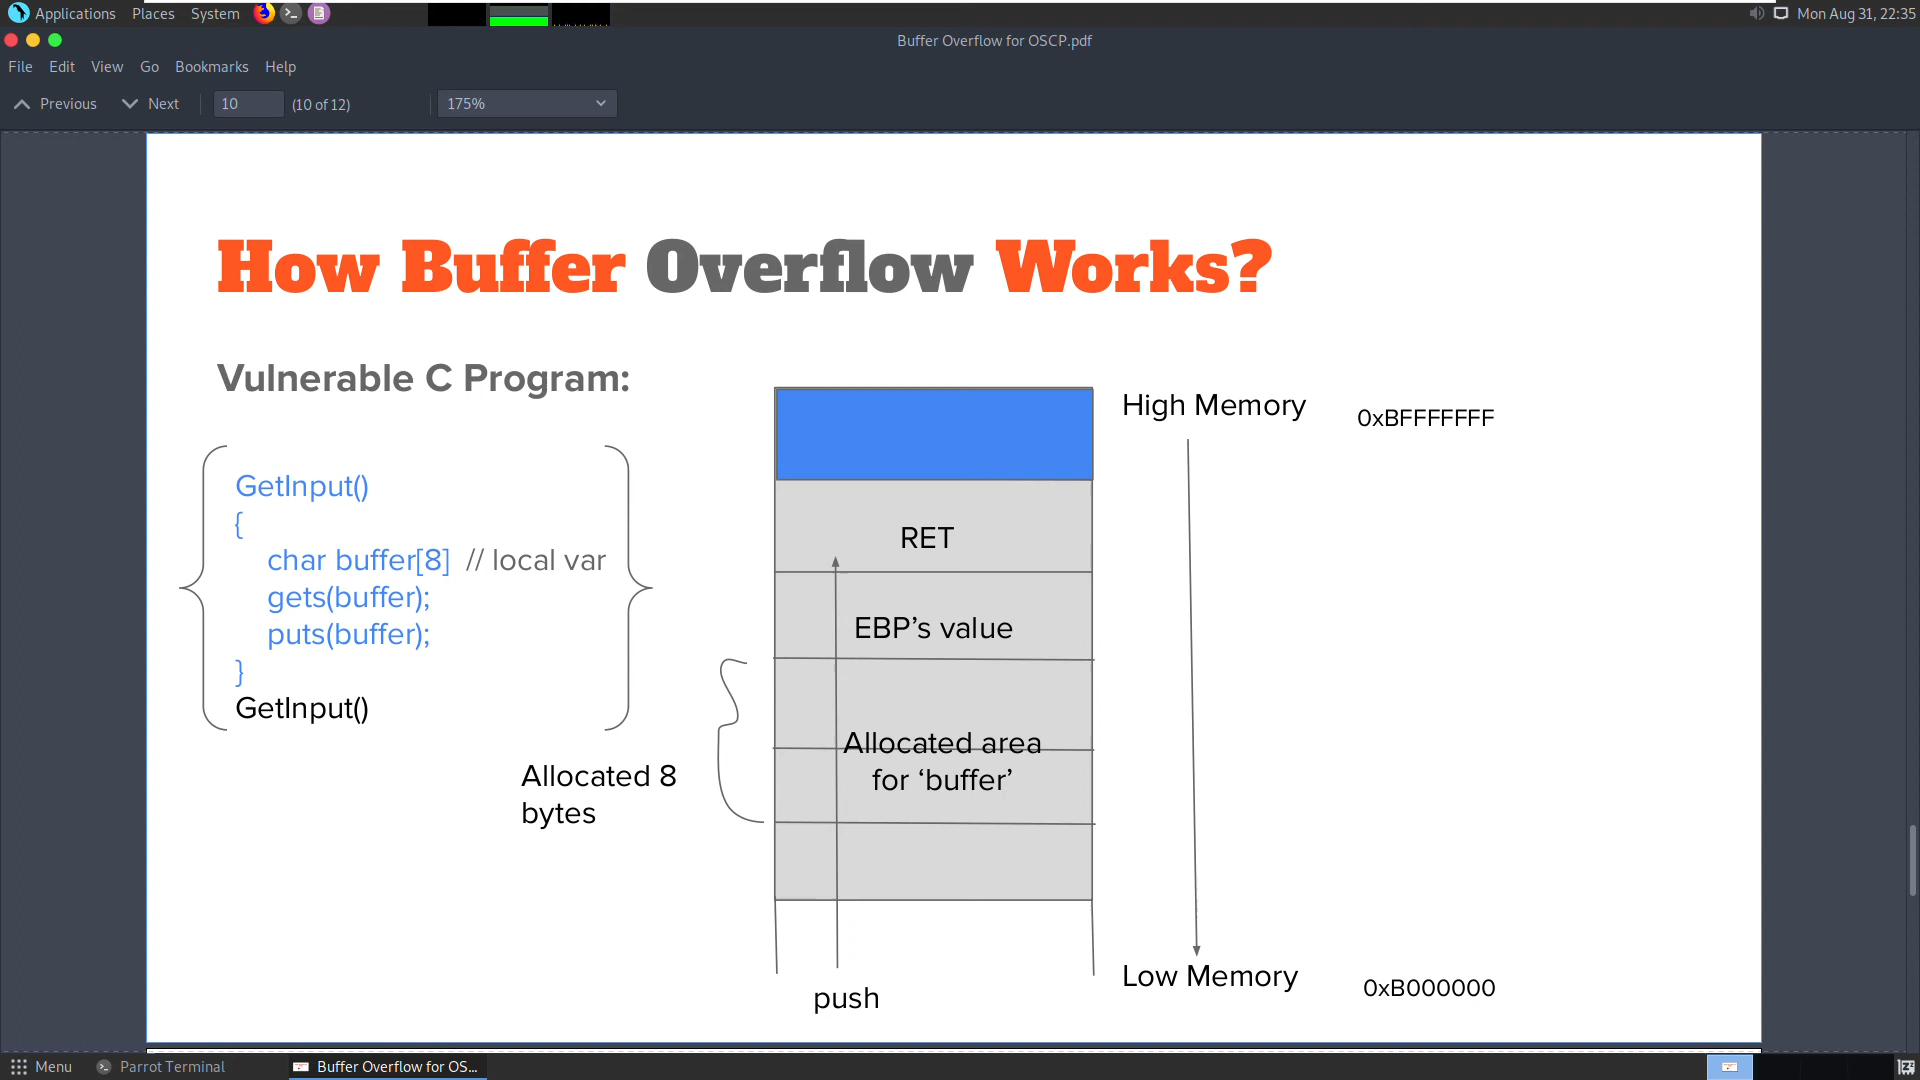 Applications Places System Mon Aug 31, 22:35
Buffer Overflow for OSCP.pdf
File Edit View Go Bookmarks Help
Previous Next 10 (10 of 12) 175%
How Buffer Overflow Works?
Vulnerable C Program:
GetInput()
{
char buffer[8] // local var
gets(buffer);
puts(buffer);
}
GetInput()
Allocated 8
bytes
RET
EBP’s value
Allocated area
for ‘buffer’
push
High Memory 0xBFFFFFFF
Low Memory 0xB000000
Menu Parrot Terminal Buffer Overflow for OS...